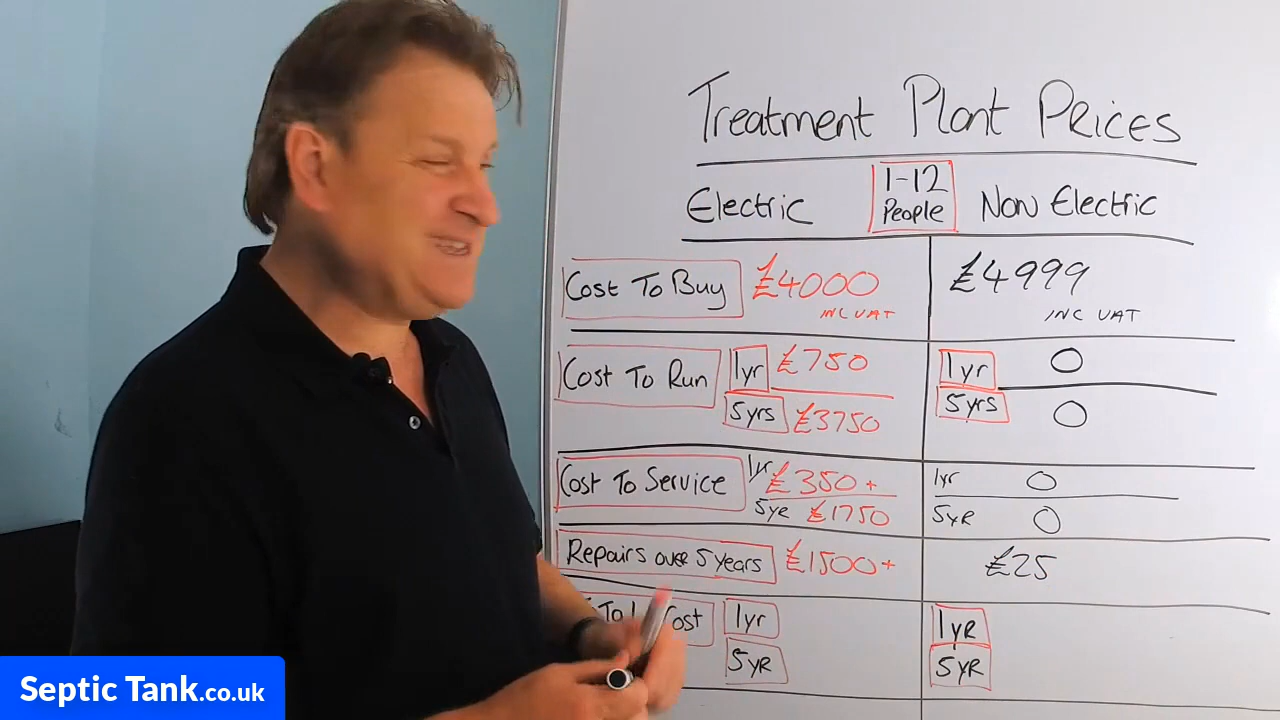 Treatment Plant PRICES
Electric
1-12
People
Non Electric
Cost To Buy
£4000
INC VAT
£4999
INC VAT
Cost To Run
1yr
£750
5yrs
£3750
1yr
0
5yrs
0
Cost To Service
1yr
£350+
5yr
£1750
1yr
0
5yr
0
Repairs over 5 years
£1500+
£25
Cost
1yr
5yr
1yr
5yr
Septic Tank.co.uk